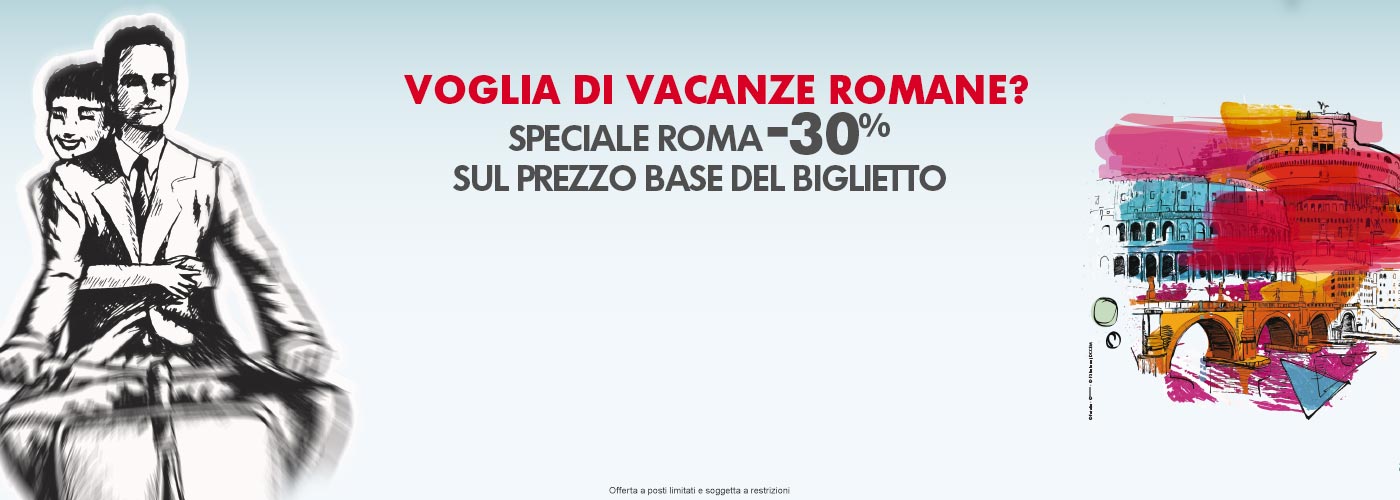 VOGLIA DI VACANZE ROMANE?
SPECIALE ROMA -30%
SUL PREZZO BASE DEL BIGLIETTO
Offerta a posti limitati e soggetta a restrizioni